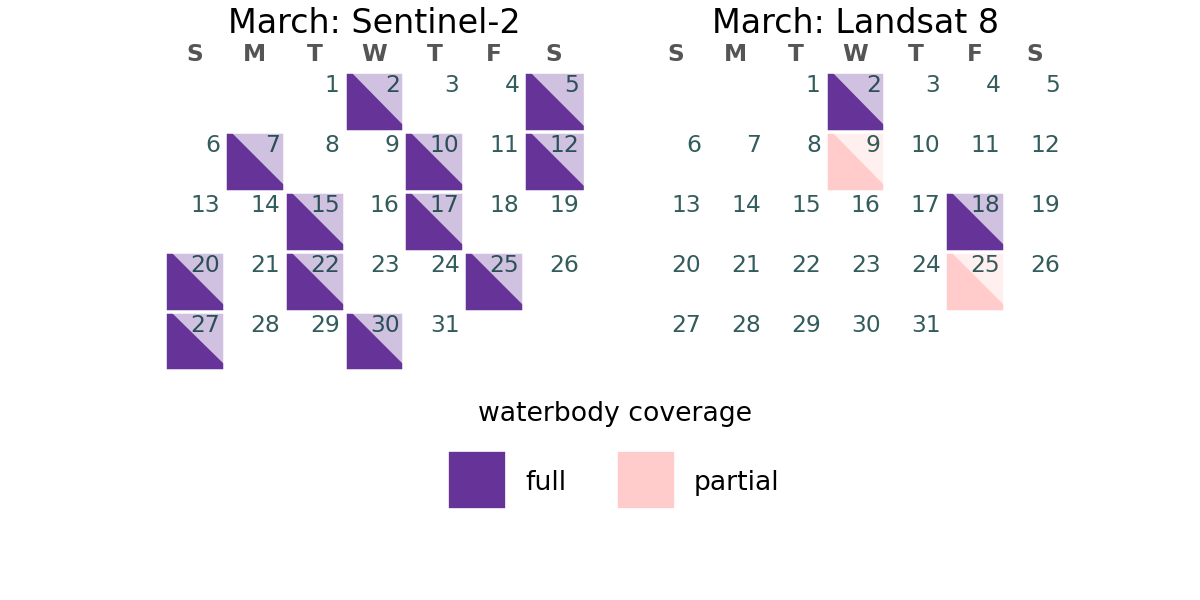 March: Sentinel-2
S M T W T F S
1 2 3 4 5
6 7 8 9 10 11 12
13 14 15 16 17 18 19
20 21 22 23 24 25 26
27 28 29 30 31
March: Landsat 8
S M T W T F S
1 2 3 4 5
6 7 8 9 10 11 12
13 14 15 16 17 18 19
20 21 22 23 24 25 26
27 28 29 30 31
waterbody coverage
full partial